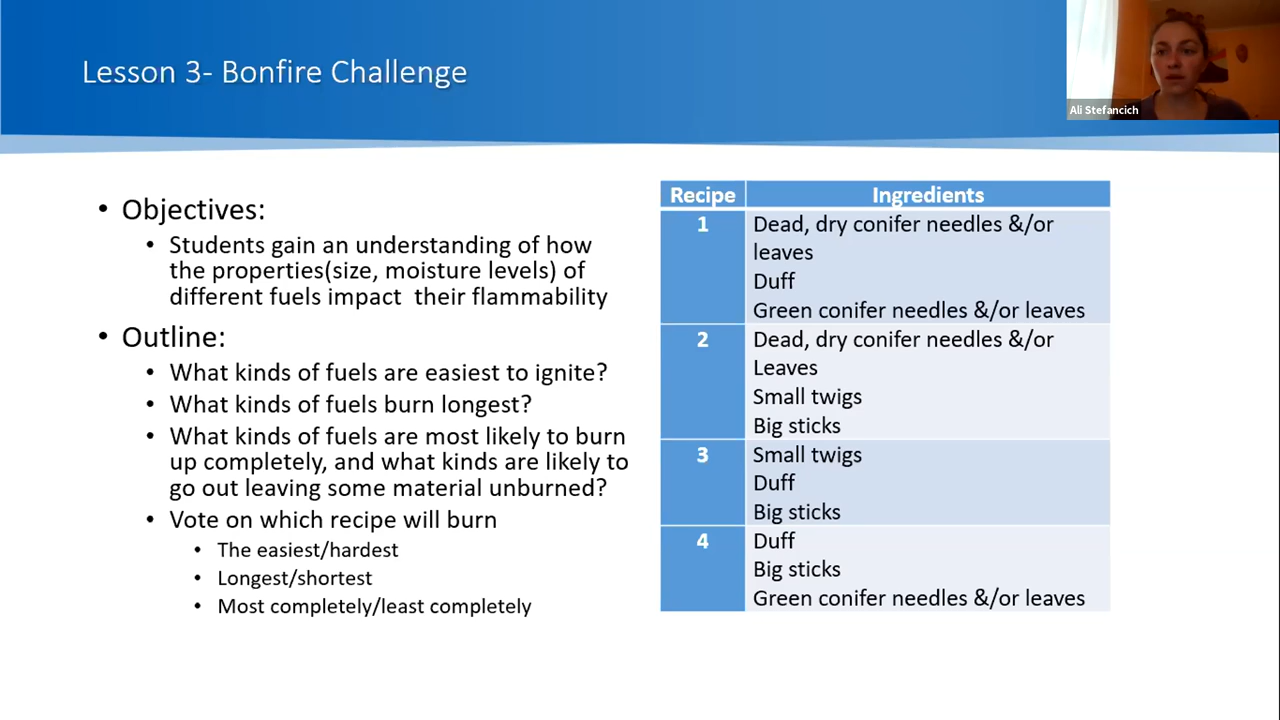 Lesson 3- Bonfire Challenge
Ali Stefancich
• Objectives:
• Students gain an understanding of how
the properties(size, moisture levels) of
different fuels impact  their flammability
• Outline:
• What kinds of fuels are easiest to ignite?
• What kinds of fuels burn longest?
• What kinds of fuels are most likely to burn
up completely, and what kinds are likely to
go out leaving some material unburned?
• Vote on which recipe will burn
• The easiest/hardest
• Longest/shortest
• Most completely/least completely
Recipe Ingredients
1 Dead, dry conifer needles &/or
leaves
Duff
Green conifer needles &/or leaves
2 Dead, dry conifer needles &/or
Leaves
Small twigs
Big sticks
3 Small twigs
Duff
Big sticks
4 Duff
Big sticks
Green conifer needles &/or leaves